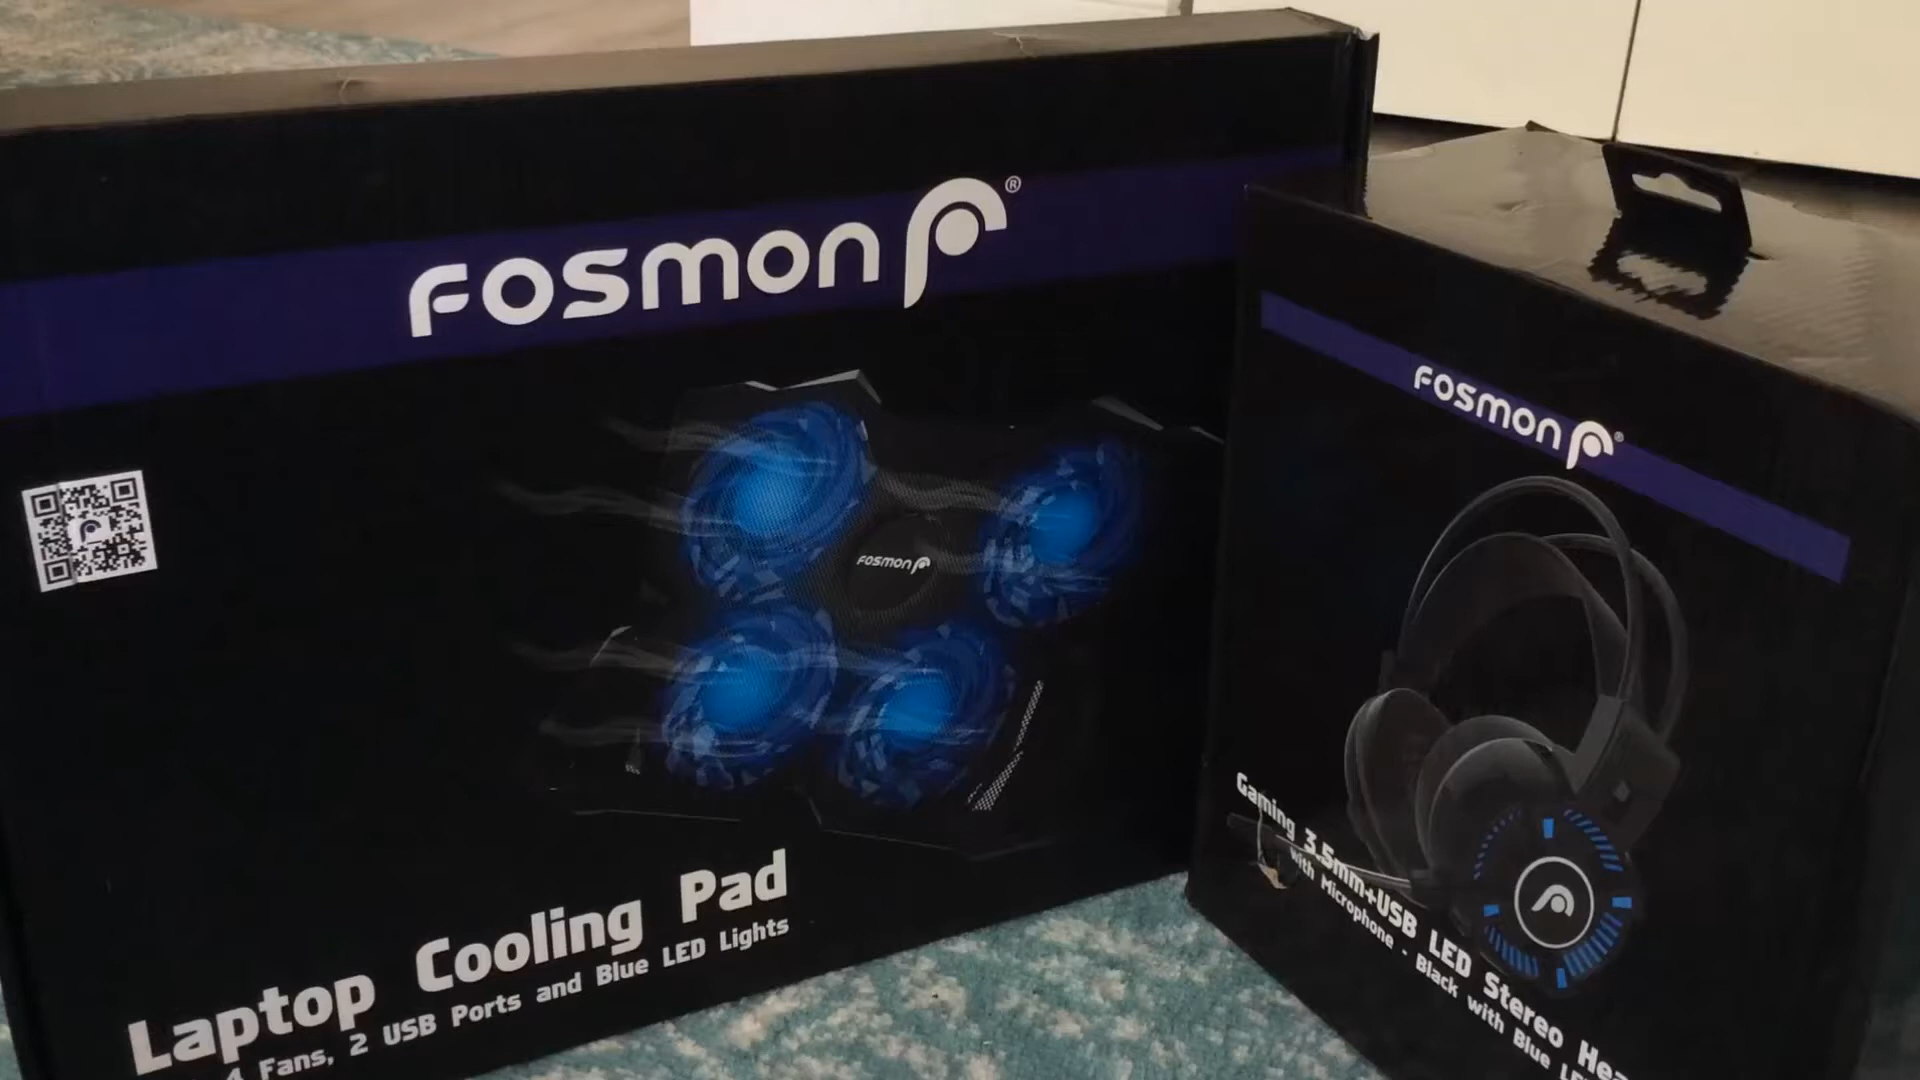 FOSMON
FOSMON
Laptop Cooling Pad
4 Fans, 2 USB Ports and Blue LED Lights
FOSMON
Gaming 3.5mm+USB LED Stereo
with Microphone - Black with Blue